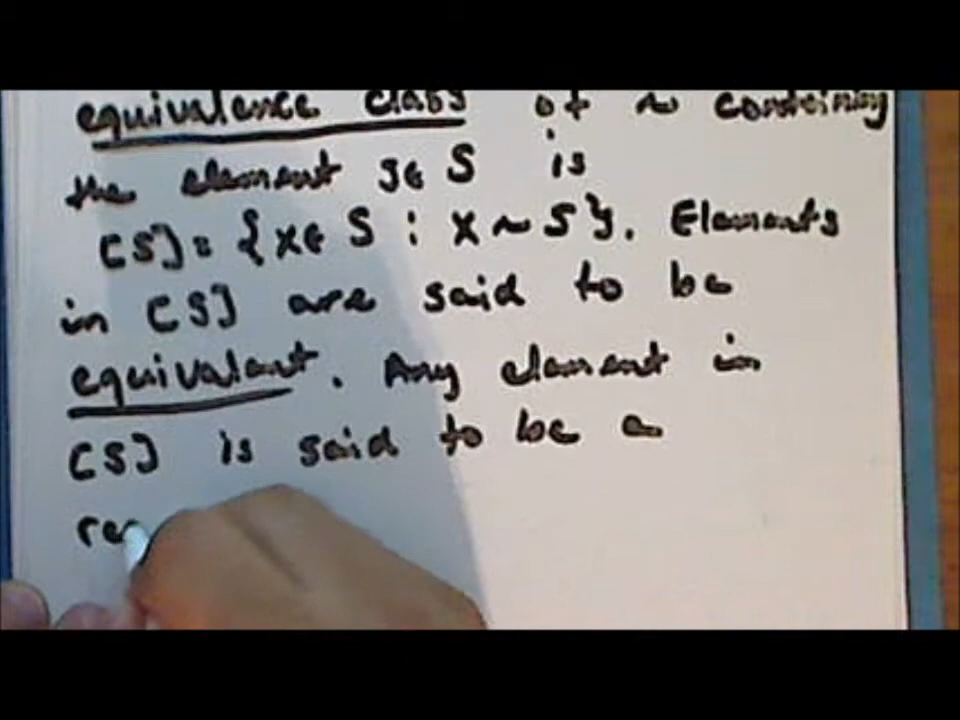 equivalence class of ~ containing
the element s∈ S is
[S] = {x∈ S : x ~ S}. Elements
in [S] are said to be
equivalent. Any element in
[S] is said to be a
re